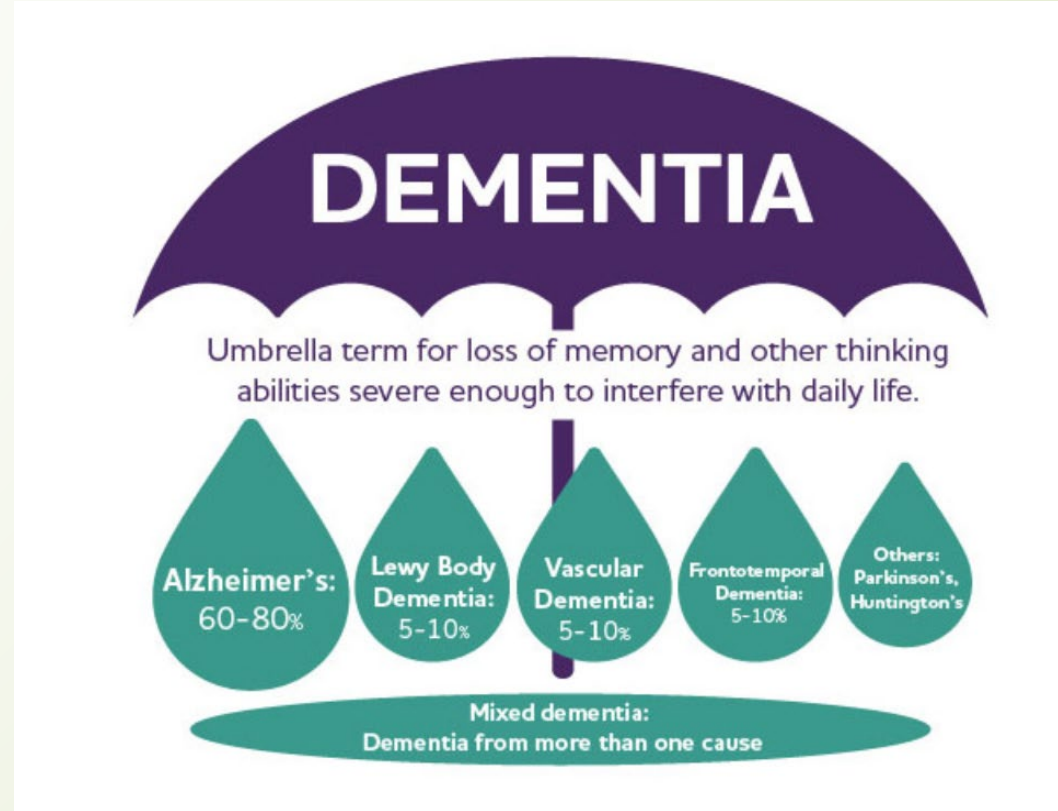 DEMENTIA
Umbrella term for loss of memory and other thinking
abilities severe enough to interfere with daily life.
Alzheimer's:
60-80%
Lewy Body
Dementia:
5-10%
Vascular
Dementia:
5-10%
Frontotemporal
Dementia:
5-10%
Others:
Parkinson's,
Huntington's
Mixed dementia:
Dementia from more than one cause